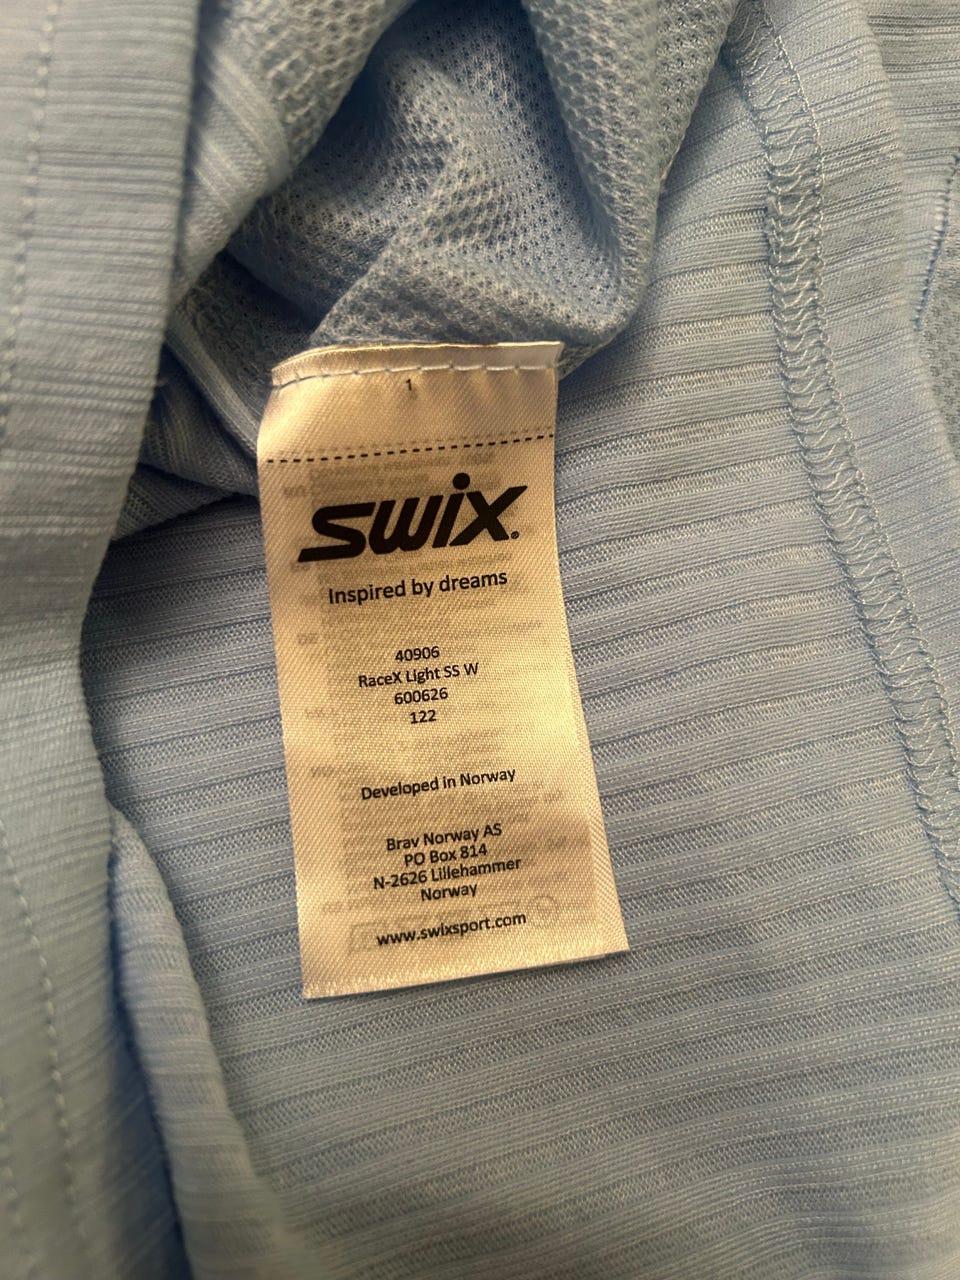 1
swix
Inspired by dreams
40906
RaceX Light SS W
600626
122
Developed in Norway
Brav Norway AS
PO Box 814
N-2626 Lillehammer
Norway
www.swixsport.com